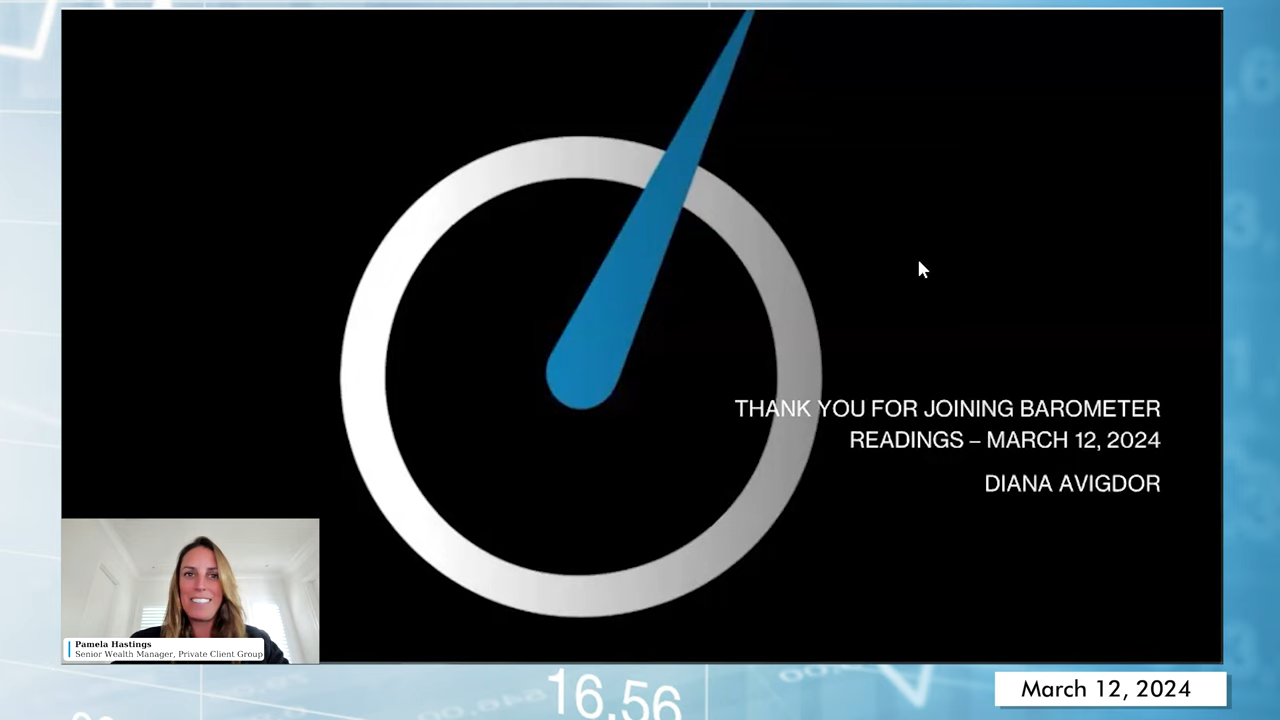 THANK YOU FOR JOINING BAROMETER
READINGS – MARCH 12, 2024
DIANA AVIGDOR
Pamela Hastings
Senior Wealth Manager, Private Client Group
16.56
March 12, 2024